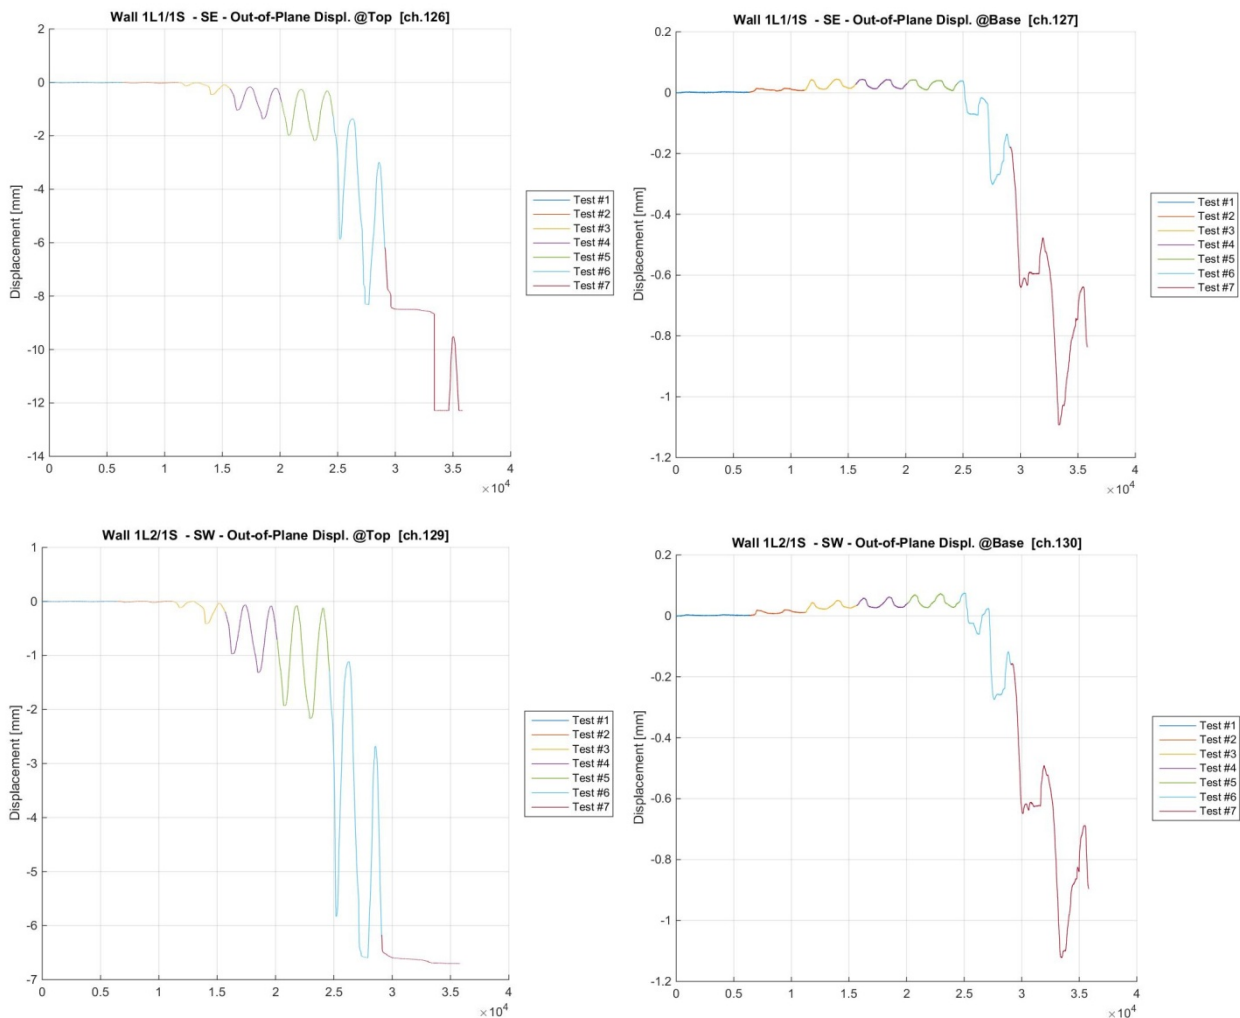 Wall 1L1/1S - SE - Out-of-Plane Displ. @Top [ch.126]
2
0
-2
-4
-6
-8
-10
-12
-14
Displacement [mm]
0 0.5 1 1.5 2 2.5 3 3.5 4
×10⁴
Test #1
Test #2
Test #3
Test #4
Test #5
Test #6
Test #7
Wall 1L1/1S - SE - Out-of-Plane Displ. @Base [ch.127]
0.2
0
-0.2
-0.4
-0.6
-0.8
-1
-1.2
Displacement [mm]
0 0.5 1 1.5 2 2.5 3 3.5 4
×10⁴
Test #1
Test #2
Test #3
Test #4
Test #5
Test #6
Test #7
Wall 1L2/1S - SW - Out-of-Plane Displ. @Top [ch.129]
1
0
-1
-2
-3
-4
-5
-6
-7
Displacement [mm]
0 0.5 1 1.5 2 2.5 3 3.5 4
×10⁴
Test #1
Test #2
Test #3
Test #4
Test #5
Test #6
Test #7
Wall 1L2/1S - SW - Out-of-Plane Displ. @Base [ch.130]
0.2
0
-0.2
-0.4
-0.6
-0.8
-1
-1.2
Displacement [mm]
0 0.5 1 1.5 2 2.5 3 3.5 4
×10⁴
Test #1
Test #2
Test #3
Test #4
Test #5
Test #6
Test #7